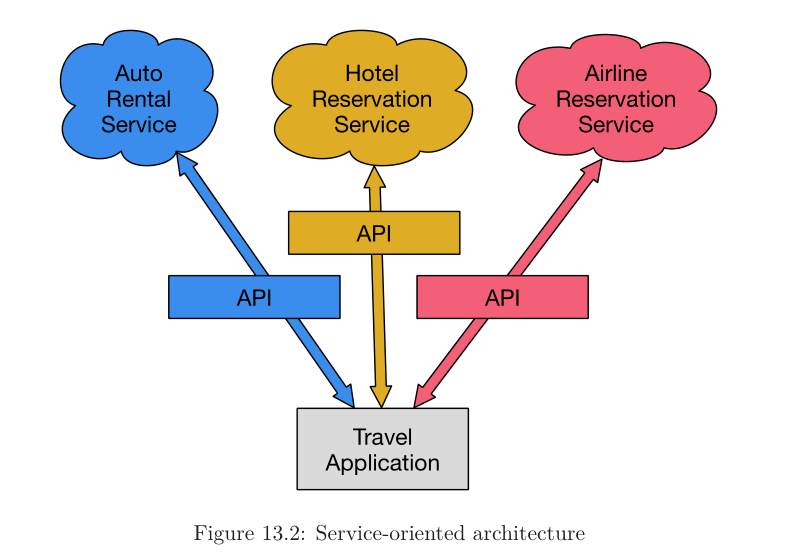 Auto
Rental
Service
Hotel
Reservation
Service
Airline
Reservation
Service
API
API
API
Travel
Application
Figure 13.2: Service-oriented architecture